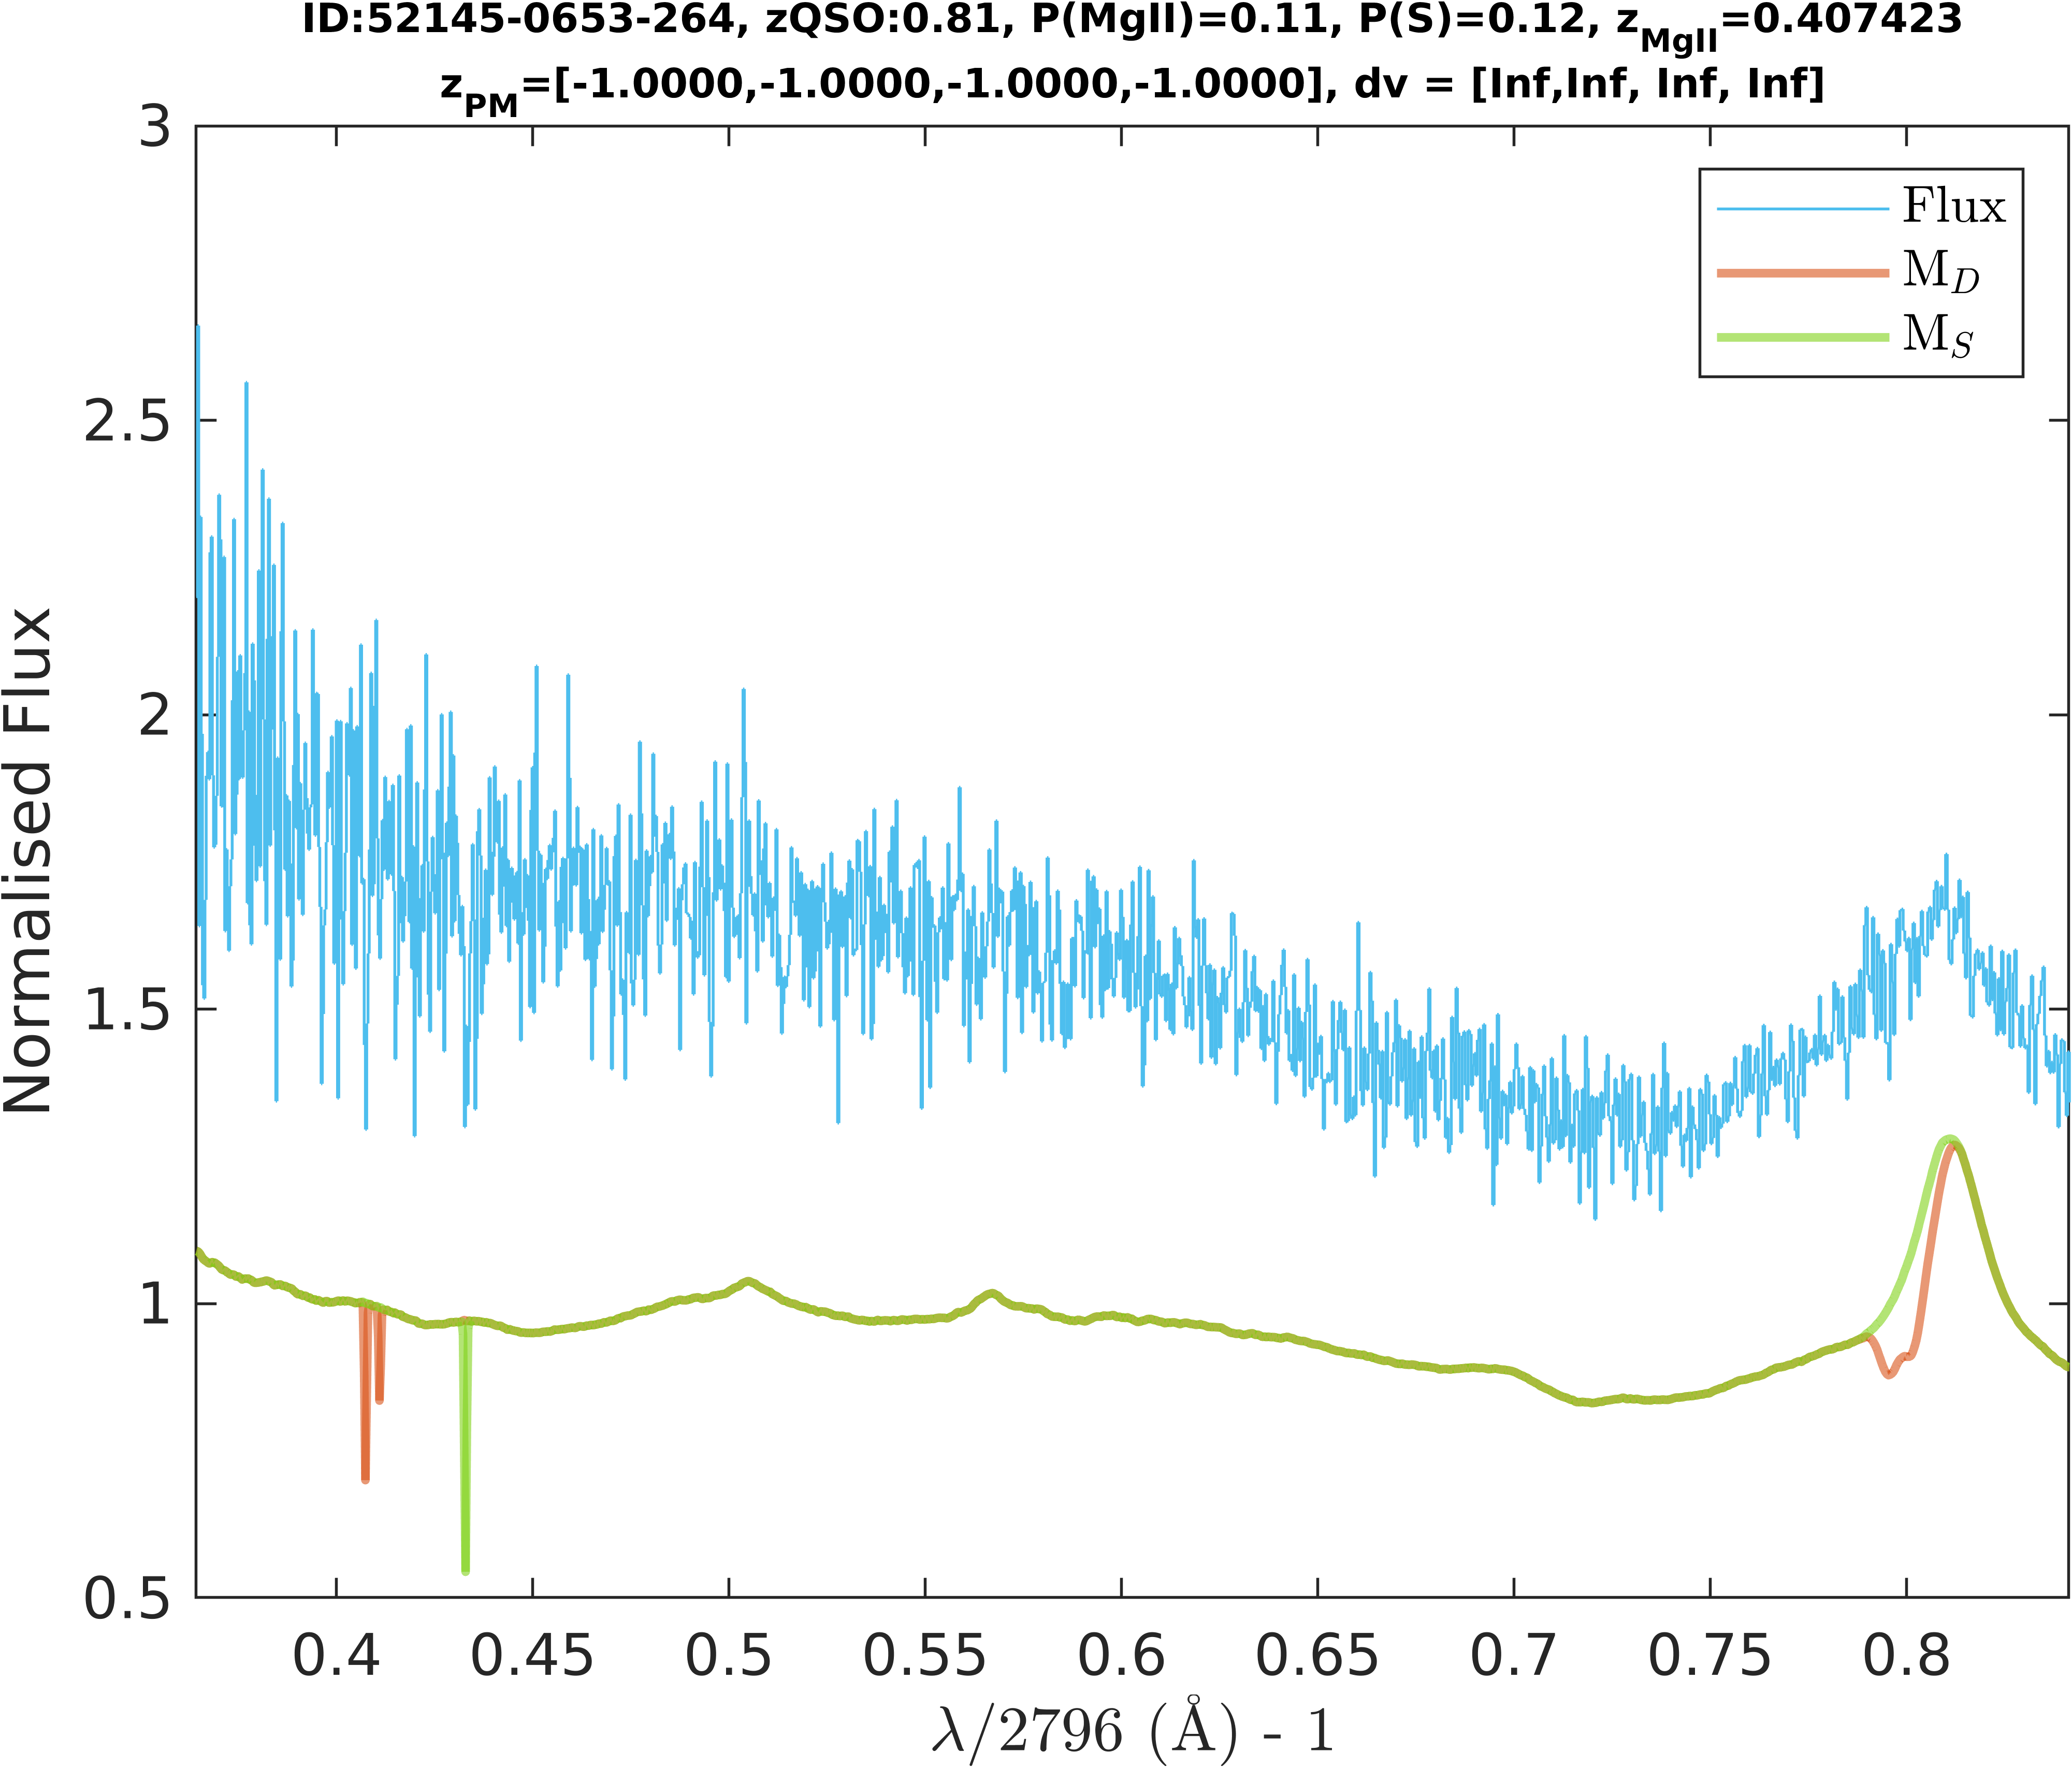 ID:52145-0653-264, zQSO:0.81, P(MgII)=0.11, P(S)=0.12, zMgII=0.407423
zPM=[-1.0000,-1.0000,-1.0000,-1.0000], dv = [Inf,Inf, Inf, Inf]
3
2.5
2
1.5
1
0.5
Normalised Flux
Flux
MD
MS
0.4
0.45
0.5
0.55
0.6
0.65
0.7
0.75
0.8
λ/2796 (Å) - 1